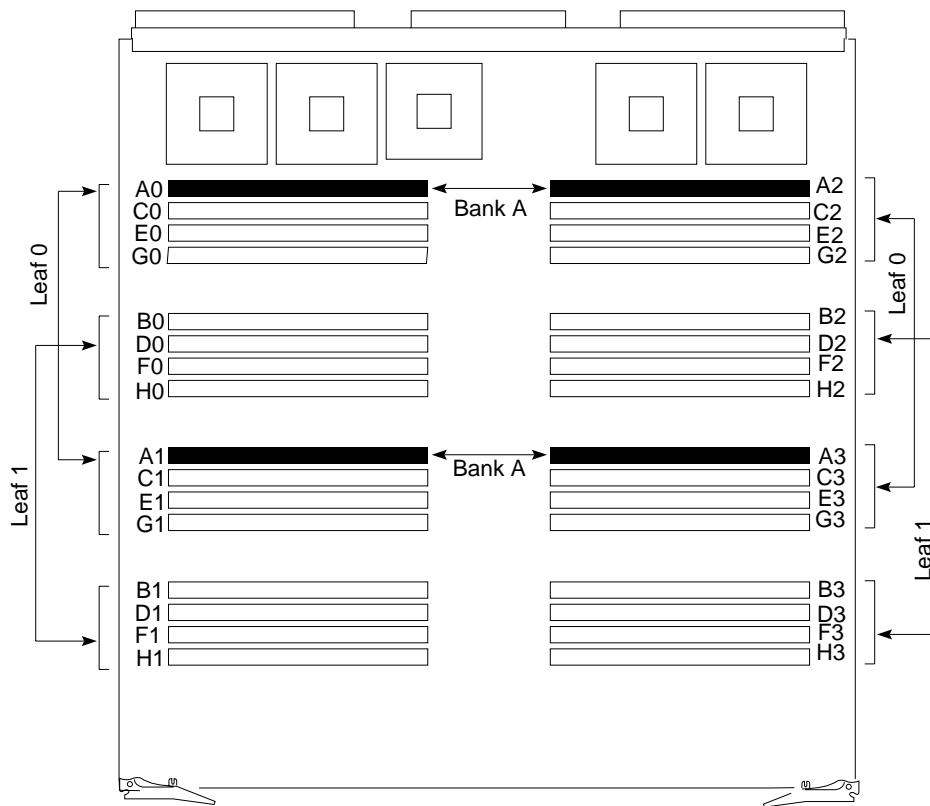 A0
A2
Bank A
C0
C2
E0
E2
G0
G2
Leaf 0
Leaf 0
B0
B2
D0
D2
F0
F2
H0
H2
A1
A3
Bank A
C1
C3
E1
E3
G1
G3
Leaf 1
Leaf 1
B1
B3
D1
D3
F1
F3
H1
H3